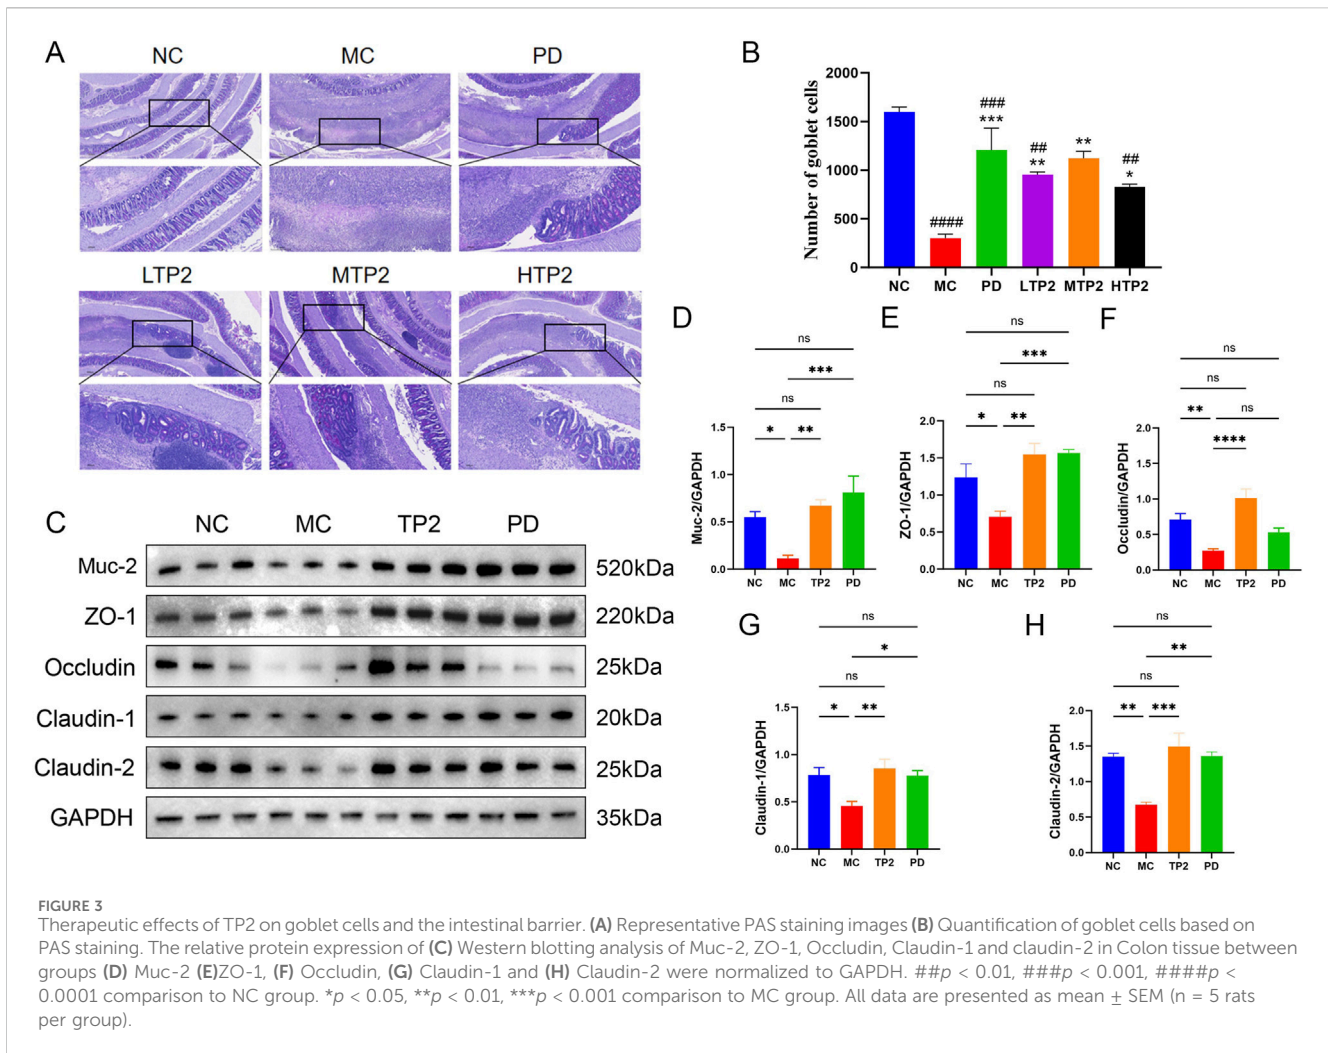 A
NC MC PD
LTP2 MTP2 HTP2
B
Number of goblet cells
2000
1500
1000
500
0
####
###
***
##
**
**
##
*
NC MC PD LTP2 MTP2 HTP2
C
NC MC TP2 PD
Muc-2 520kDa
ZO-1 220kDa
Occludin 25kDa
Claudin-1 20kDa
Claudin-2 25kDa
GAPDH 35kDa
D
ns
***
ns
* **
Muc-2/GAPDH
1.5
1.0
0.5
0.0
NC MC TP2 PD
E
ns
***
ns
* **
ZO-1/GAPDH
2.0
1.5
1.0
0.5
0.0
NC MC TP2 PD
F
ns
ns
** ns
****
Occludin/GAPDH
2.0
1.5
1.0
0.5
0.0
NC MC TP2 PD
G
ns
*
ns
* **
Claudin-1/GAPDH
1.5
1.0
0.5
0.0
NC MC TP2 PD
H
ns
**
ns
** ***
Claudin-2/GAPDH
2.0
1.5
1.0
0.5
0.0
NC MC TP2 PD
FIGURE 3
Therapeutic effects of TP2 on goblet cells and the intestinal barrier. (A) Representative PAS staining images (B) Quantification of goblet cells based on
PAS staining. The relative protein expression of (C) Western blotting analysis of Muc-2, ZO-1, Occludin, Claudin-1 and claudin-2 in Colon tissue between
groups (D) Muc-2 (E)ZO-1, (F) Occludin, (G) Claudin-1 and (H) Claudin-2 were normalized to GAPDH. ##p < 0.01, ###p < 0.001, ####p <
0.0001 comparison to NC group. *p < 0.05, **p < 0.01, ***p < 0.001 comparison to MC group. All data are presented as mean ± SEM (n = 5 rats
per group).